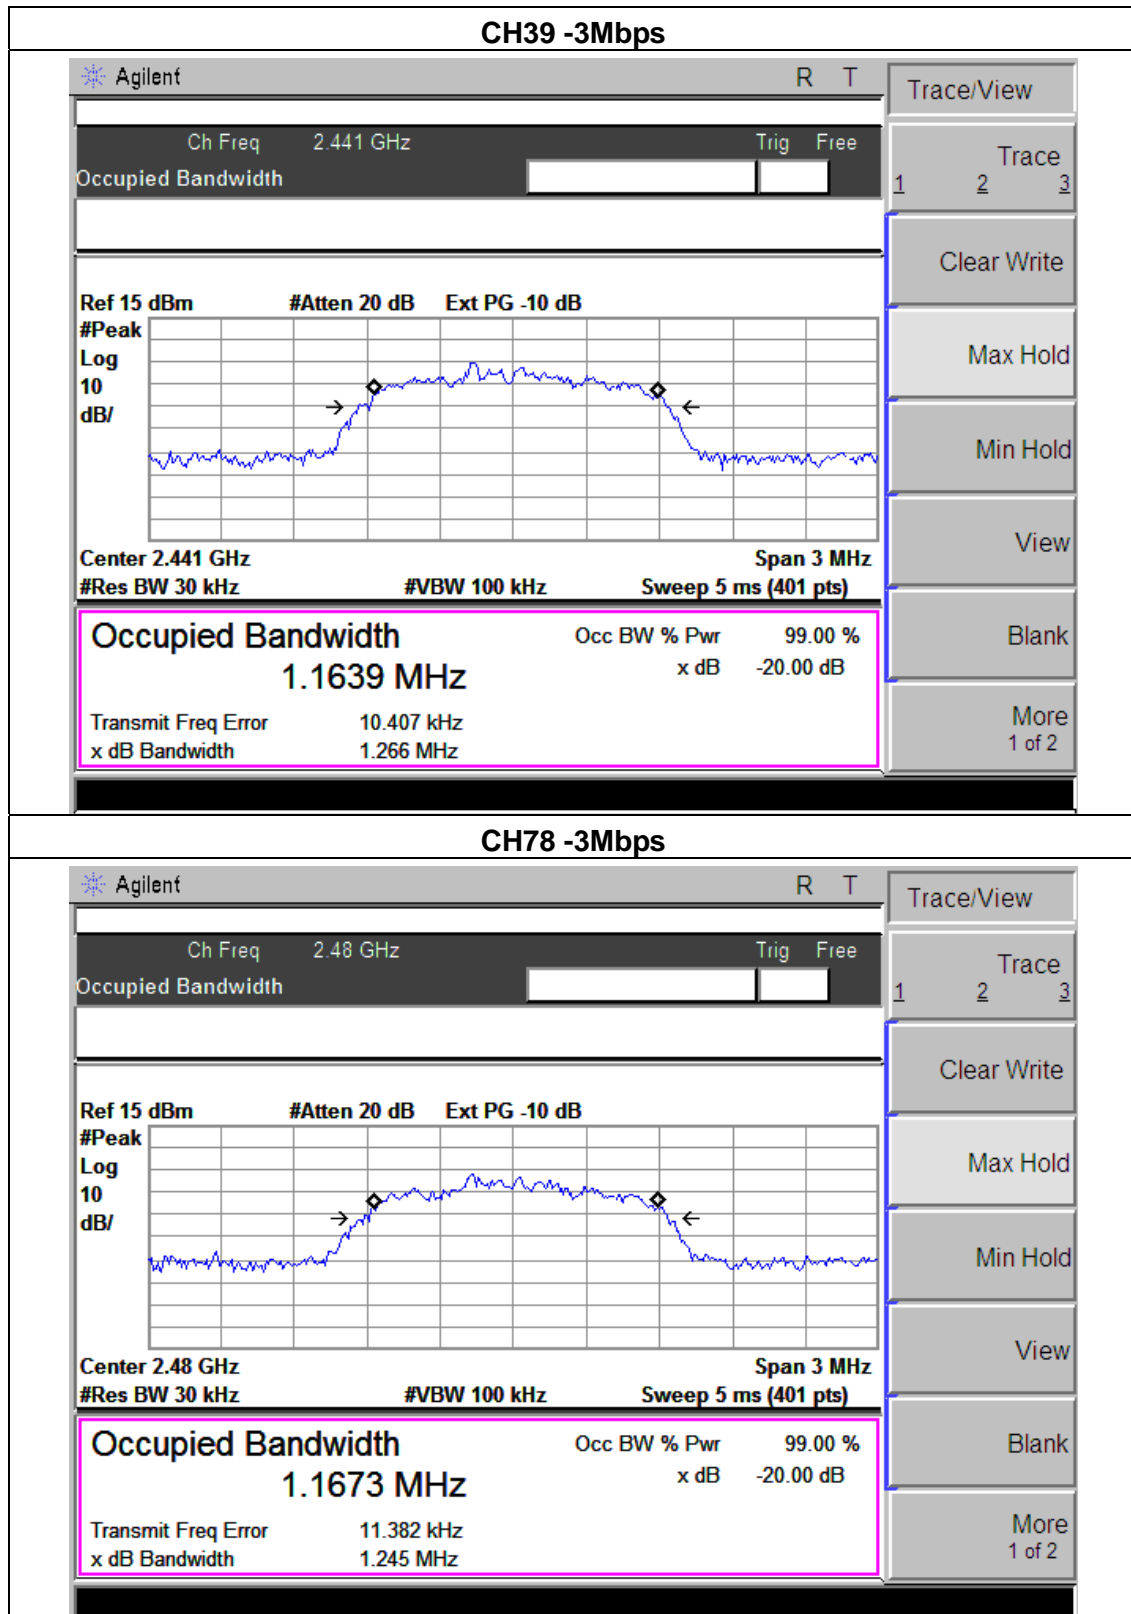 CH39 -3Mbps
Agilent R T
Trace/View
Ch Freq 2.441 GHz Trig Free
Occupied Bandwidth
Trace
1 2 3
Clear Write
Max Hold
Min Hold
View
Blank
More
1 of 2
Ref 15 dBm #Atten 20 dB Ext PG -10 dB
#Peak
Log
10
dB/
Center 2.441 GHz Span 3 MHz
#Res BW 30 kHz #VBW 100 kHz Sweep 5 ms (401 pts)
Occupied Bandwidth Occ BW % Pwr 99.00 %
1.1639 MHz x dB -20.00 dB
Transmit Freq Error 10.407 kHz
x dB Bandwidth 1.266 MHz
CH78 -3Mbps
Agilent R T
Trace/View
Ch Freq 2.48 GHz Trig Free
Occupied Bandwidth
Trace
1 2 3
Clear Write
Max Hold
Min Hold
View
Blank
More
1 of 2
Ref 15 dBm #Atten 20 dB Ext PG -10 dB
#Peak
Log
10
dB/
Center 2.48 GHz Span 3 MHz
#Res BW 30 kHz #VBW 100 kHz Sweep 5 ms (401 pts)
Occupied Bandwidth Occ BW % Pwr 99.00 %
1.1673 MHz x dB -20.00 dB
Transmit Freq Error 11.382 kHz
x dB Bandwidth 1.245 MHz